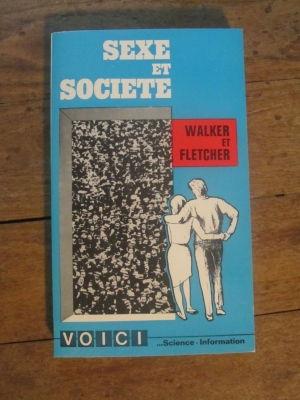 SEXE
ET
SOCIETE
WALKER
ET
FLETCHER
VOICI
...Science - Information